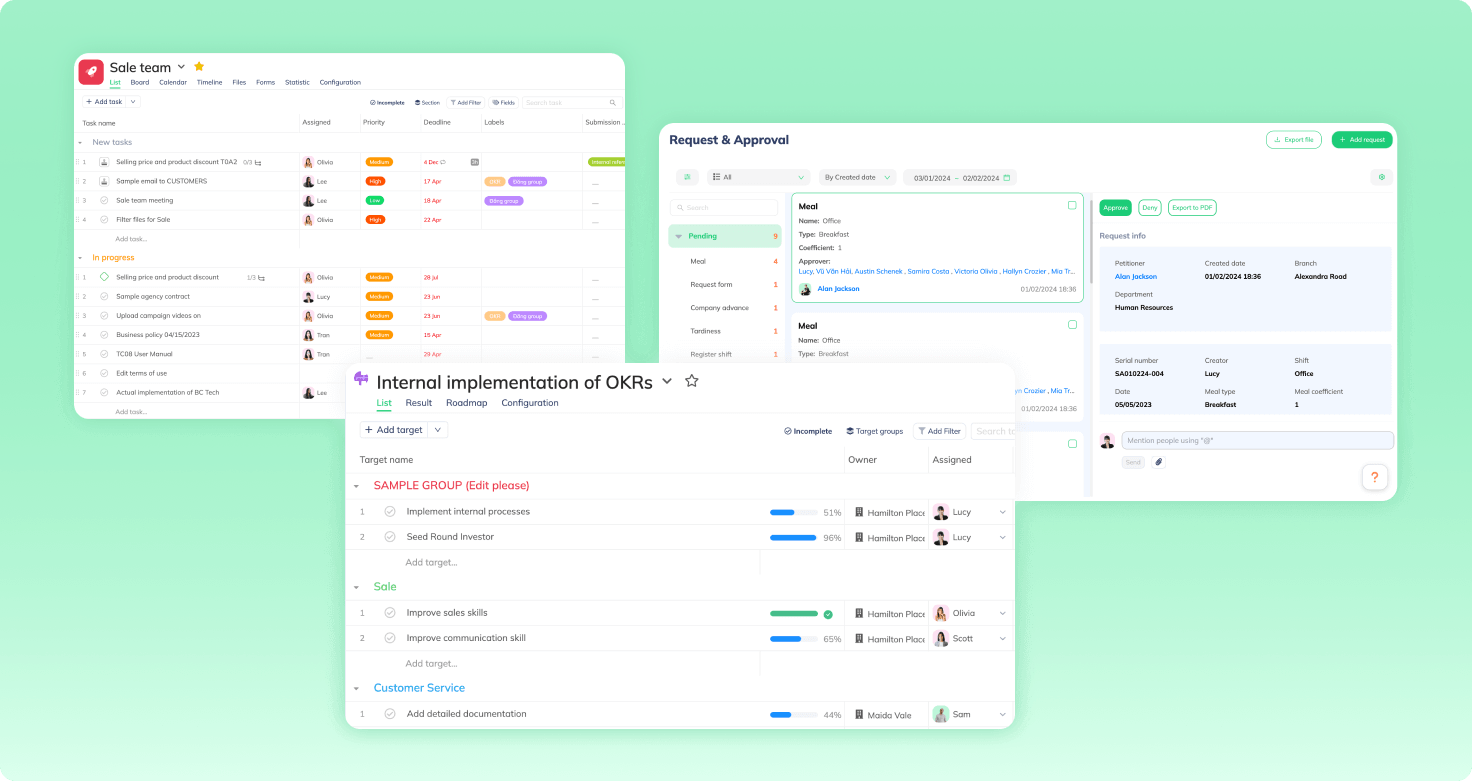 Sale team
List Board Calendar Timeline Files Forms Statistic Configuration
+ Add task
Incomplete Section Add Filter Fields Search task
Task name Assigned Priority Deadline Labels Submission ..
New tasks
1 Selling price and product discount T0A2 0/3 Olivia Medium 4 Dec Internal refere
2 Sample email to CUSTOMERS Lee High 17 Apr OKR Đông group ...
3 Sale team meeting Lee Low 18 Apr Đông group ...
4 Filter files for Sale Olivia High 22 Apr ...
Add task...
In progress
1 Selling price and product discount 1/3 Olivia Medium 28 jul ...
2 Sample agency contract Lucy Medium 23 jun ...
3 Upload campaign videos on Olivia Medium 23 Jun OKR Đông group ...
4 Business policy 04/15/2023 Tran Medium 15 Apr ...
5 TC08 User Manual Tran ... 29 Apr ...
6 Edit terms of use
7 Actual implementation of BC Tech Lee
Add task...
Request & Approval
Export file
+ Add request
All
By Created date
03/01/2024 – 02/02/2024
Search
Pending 9
Meal 4
Request form 1
Company advance 1
Tardiness 1
Register shift 1
Meal
Name: Office
Type: Breakfast
Coefficient: 1
Approver:
Lucy, Vũ Văn Hải, Austin Schenek , Samira Costa , Victoria Olivia , Hailyn Crozier , Mia Tr...
Alan Jackson 01/02/2024 18:36
Meal
Name: Office
Type: Breakfast
yn Crozier , Mia Tr...
01/02/2024 18:36
Approve Deny Export to PDF
Request info
Petitioner Created date Branch
Alan Jackson 01/02/2024 18:36 Alexandra Road
Department
Human Resources
Serial number Creator Shift
SA010224-004 Lucy Office
Date Meal type Meal coefficient
05/05/2023 Breakfast 1
Mention people using "@"
Send
?
Internal implementation of OKRs
List Result Roadmap Configuration
+ Add target
Incomplete Target groups Add Filter Search ta
Target name Owner Assigned
SAMPLE GROUP (Edit please)
1 Implement internal processes 51% Hamilton Place Lucy
2 Seed Round Investor 96% Hamilton Place Lucy
Add target...
Sale
1 Improve sales skills Hamilton Place Olivia
2 Improve communication skill 65% Hamilton Place Scott
Add target...
Customer Service
1 Add detailed documentation 44% Maida Vale Sam